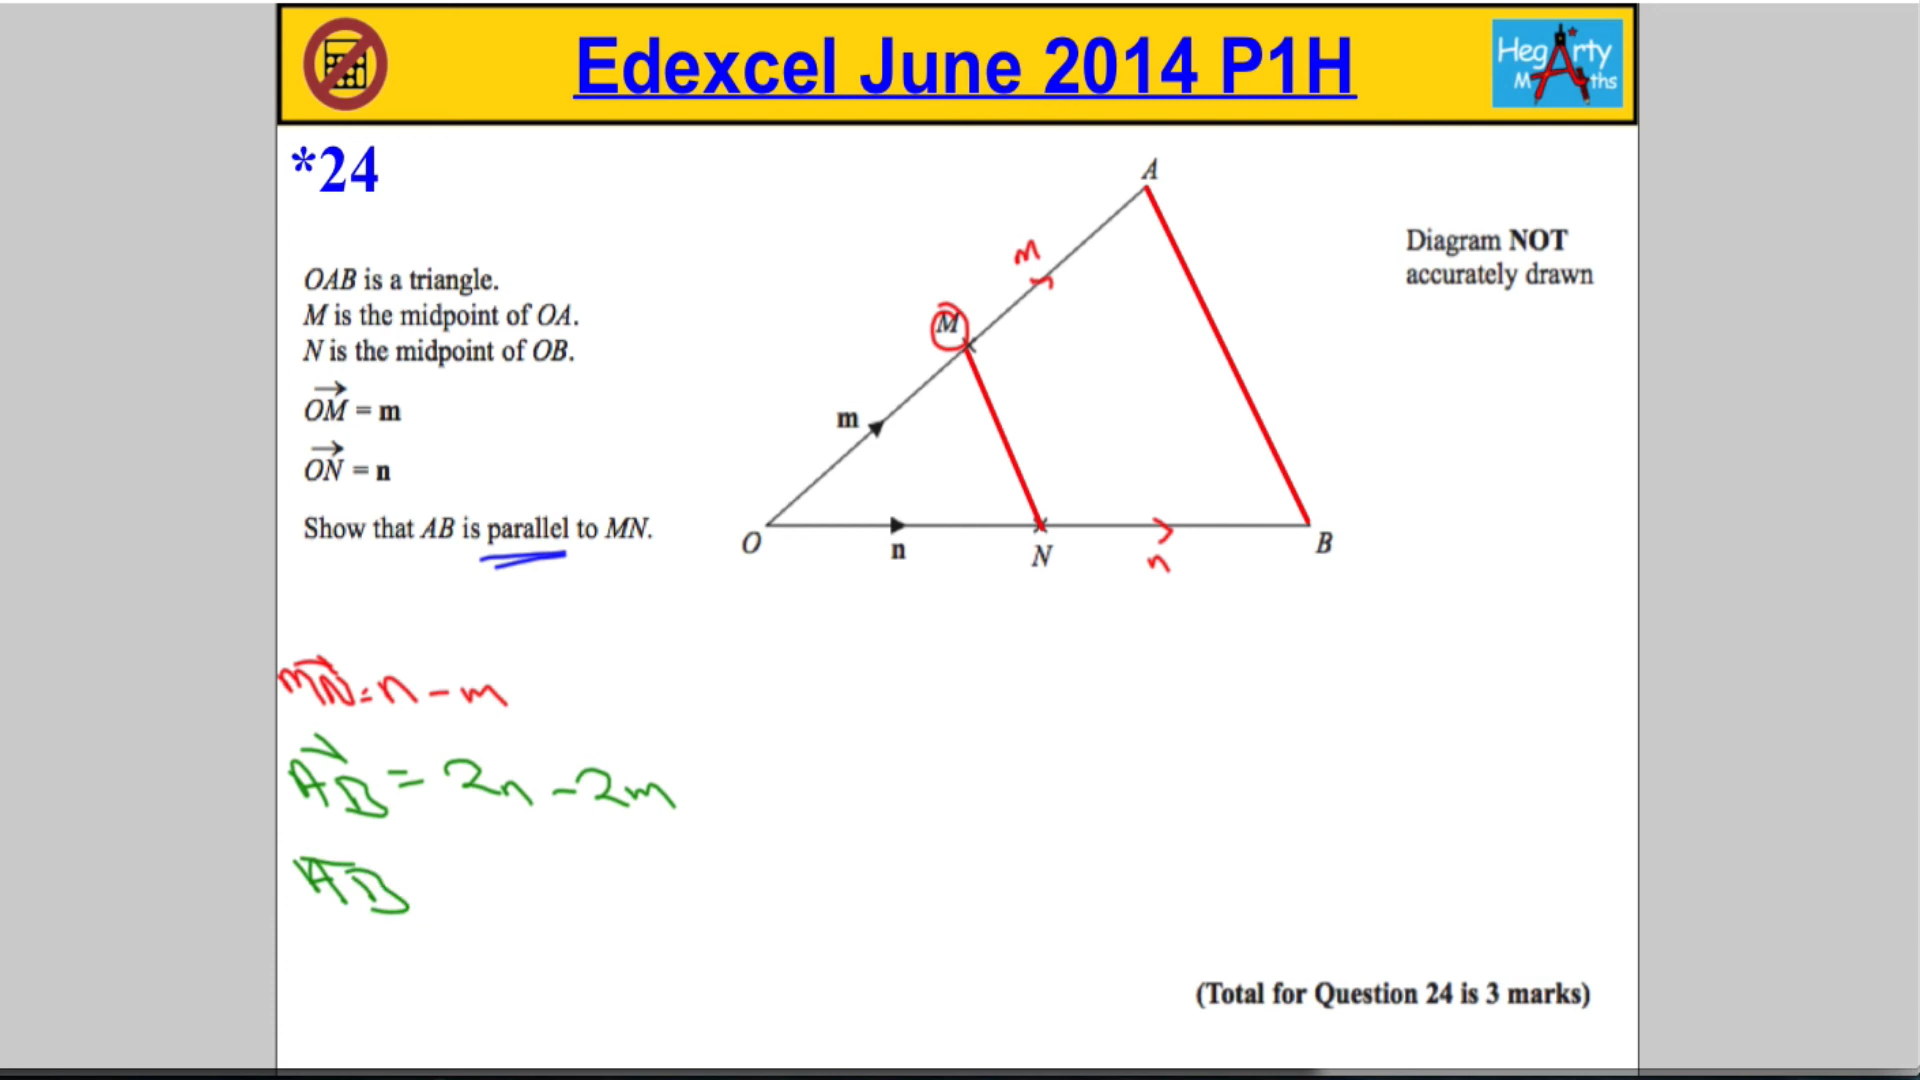 Edexcel June 2014 P1H
HegArty
Mths
*24
OAB is a triangle.
M is the midpoint of OA.
N is the midpoint of OB.
OM = m
ON = n
Show that AB is parallel to MN.
A
m
M
m
O
n
N
n
B
Diagram NOT
accurately drawn
MN = n - m
AB = 2n - 2m
AB
(Total for Question 24 is 3 marks)